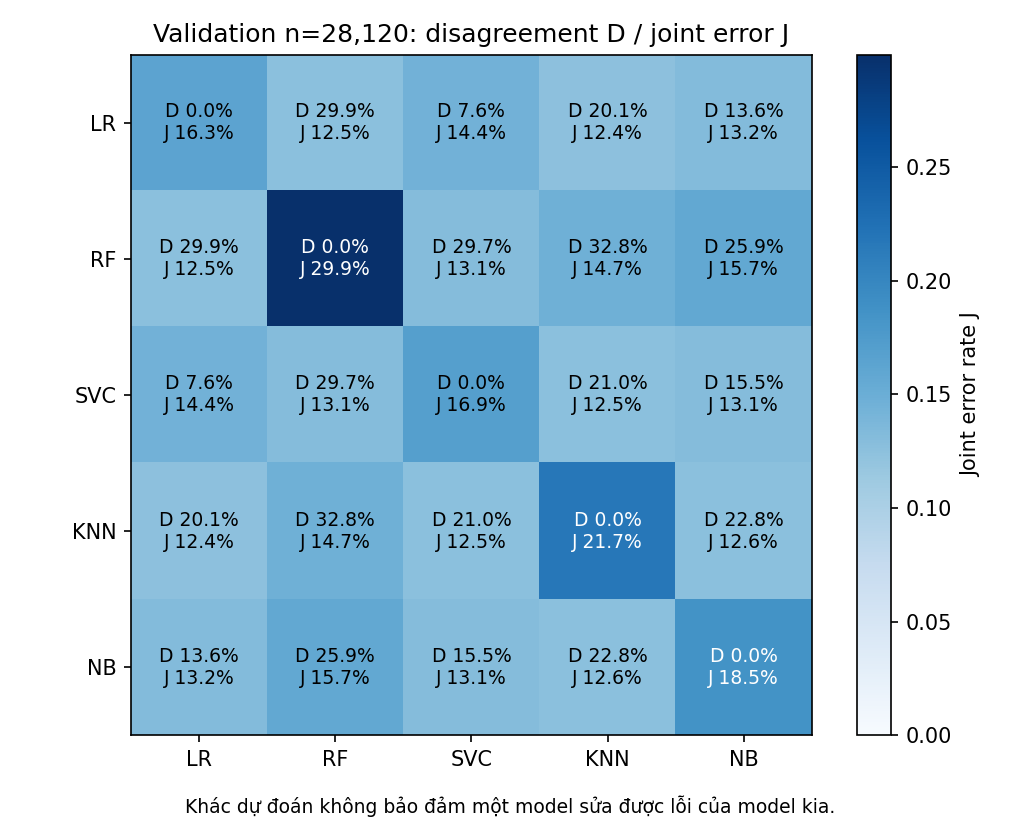 Validation n=28,120: disagreement D / joint error J
LR
D 0.0%
J 16.3%
D 29.9%
J 12.5%
D 7.6%
J 14.4%
D 20.1%
J 12.4%
D 13.6%
J 13.2%
RF
D 29.9%
J 12.5%
D 0.0%
J 29.9%
D 29.7%
J 13.1%
D 32.8%
J 14.7%
D 25.9%
J 15.7%
SVC
D 7.6%
J 14.4%
D 29.7%
J 13.1%
D 0.0%
J 16.9%
D 21.0%
J 12.5%
D 15.5%
J 13.1%
KNN
D 20.1%
J 12.4%
D 32.8%
J 14.7%
D 21.0%
J 12.5%
D 0.0%
J 21.7%
D 22.8%
J 12.6%
NB
D 13.6%
J 13.2%
D 25.9%
J 15.7%
D 15.5%
J 13.1%
D 22.8%
J 12.6%
D 0.0%
J 18.5%
LR
RF
SVC
KNN
NB
0.25
0.20
0.15
0.10
0.05
0.00
Joint error rate J
Khác dự đoán không bảo đảm một model sửa được lỗi của model kia.